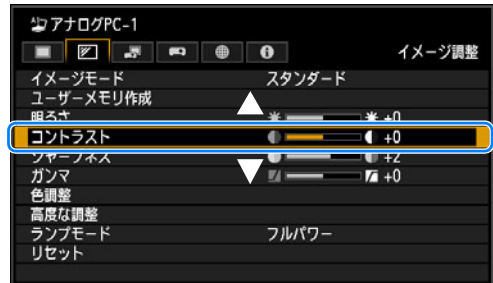 アナログPC-1
イメージ調整
イメージモード スタンダード
ユーザーメモリ作成
明るさ +0
コントラスト +0
シャープネス +2
ガンマ +0
色調整
高度な調整
ランプモード フルパワー
リセット